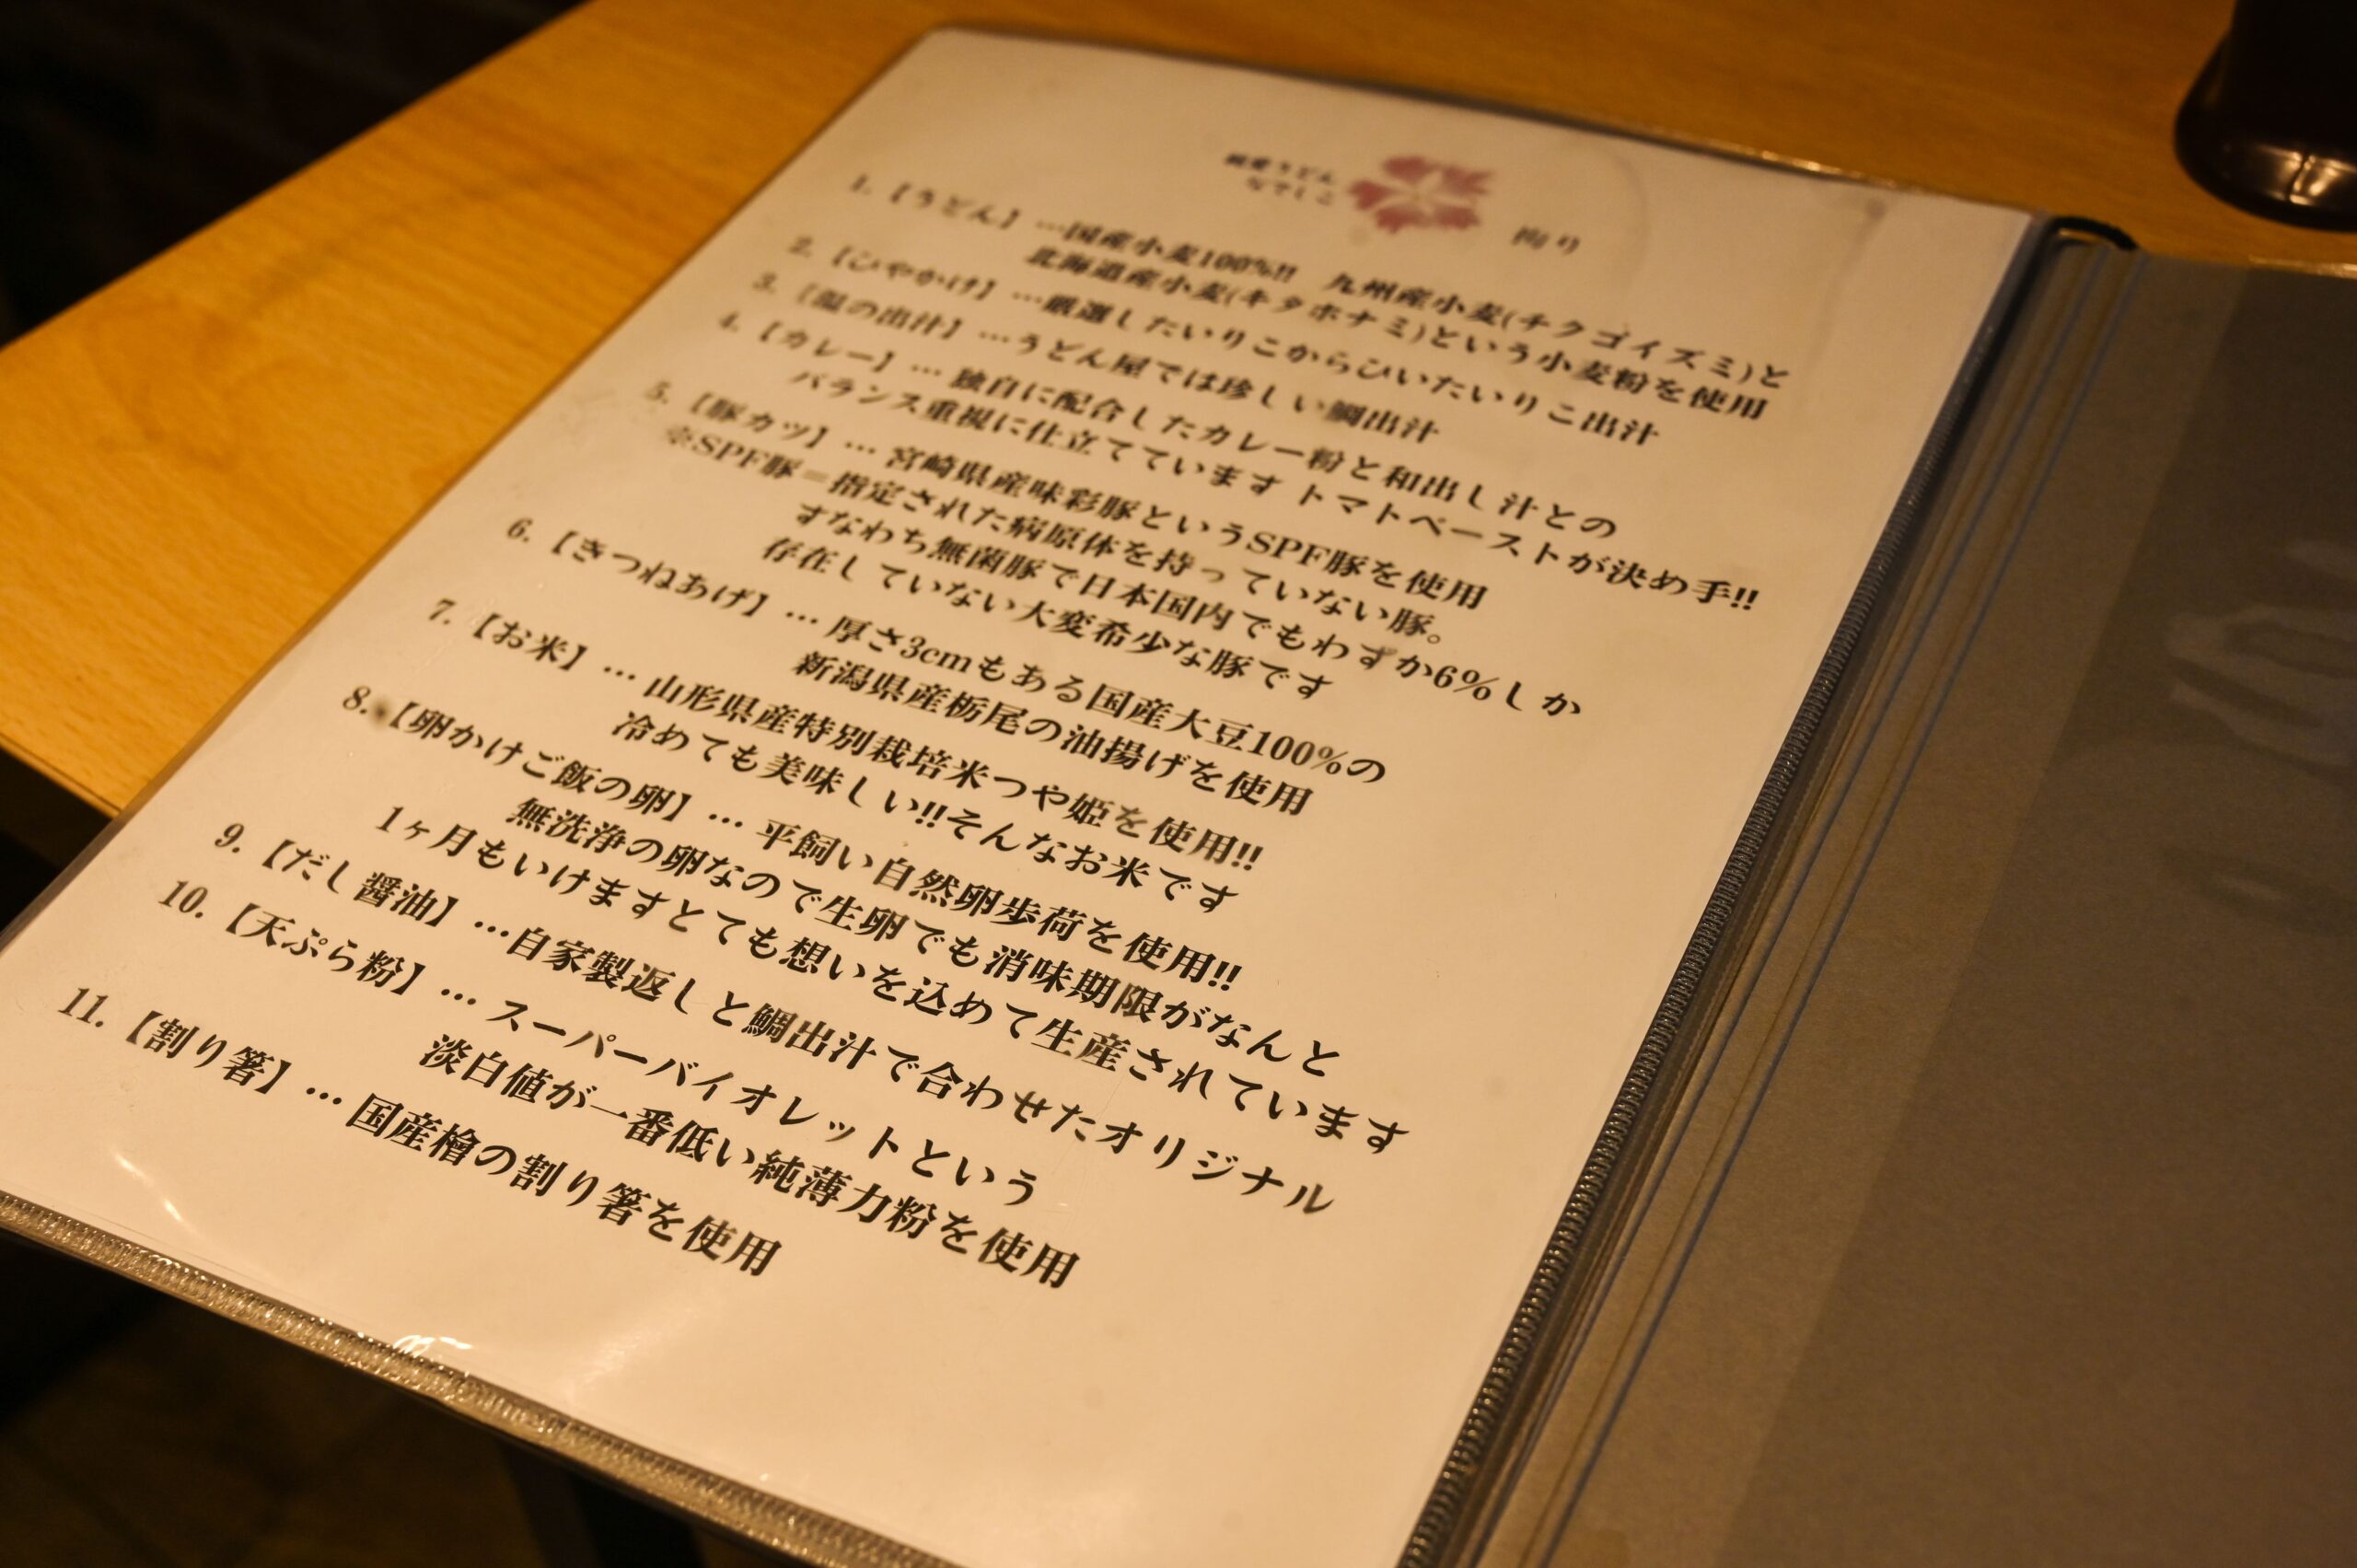 うどん
なでしこ
拘り
1. 【うどん】…国産小麦100%!! 九州産小麦(チクゴイズミ)と
北海道産小麦(キタホナミ)という小麦粉を使用
2. 【ひやかけ】…厳選したいりこからひいたいりこ出汁
3. 【温の出汁】…うどん屋では珍しい鯛出汁
4. 【カレー】… 独自に配合したカレー粉と和出し汁との
バランス重視に仕立てています トマトペーストが決め手!!
5. 【豚カツ】… 宮崎県産味彩豚というSPF豚を使用
※SPF豚＝指定された病原体を持っていない豚。
すなわち無菌豚で日本国内でもわずか6%しか
存在していない大変希少な豚です
6. 【きつねあげ】… 厚さ3cmもある国産大豆100%の
新潟県産栃尾の油揚げを使用
7. 【お米】… 山形県産特別栽培米つや姫を使用!!
冷めても美味しい!!そんなお米です
8. 【卵かけご飯の卵】… 平飼い自然卵歩荷を使用!!
無洗浄の卵なので生卵でも消味期限がなんと
1ヶ月もいけますとても想いを込めて生産されています
9. 【だし醤油】…自家製返しと鯛出汁で合わせたオリジナル
10. 【天ぷら粉】… スーパーバイオレットという
淡白値が一番低い純薄力粉を使用
11. 【割り箸】… 国産檜の割り箸を使用